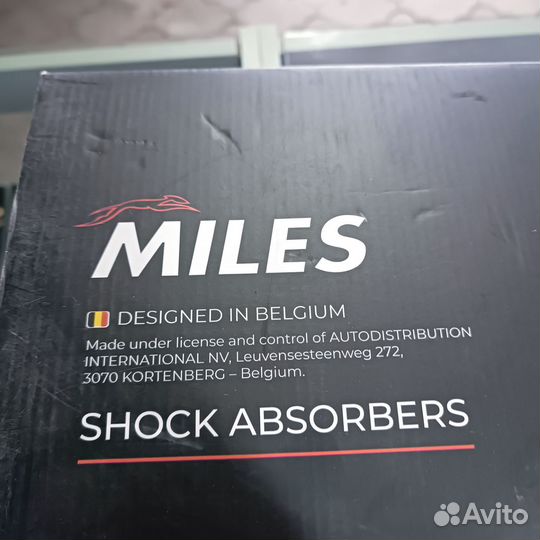 MILES
DESIGNED IN BELGIUM
Made under license and control of AUTODISTRIBUTION
INTERNATIONAL NV, Leuvensesteenweg 272,
3070 KORTENBERG – Belgium.
SHOCK ABSORBERS
Avito